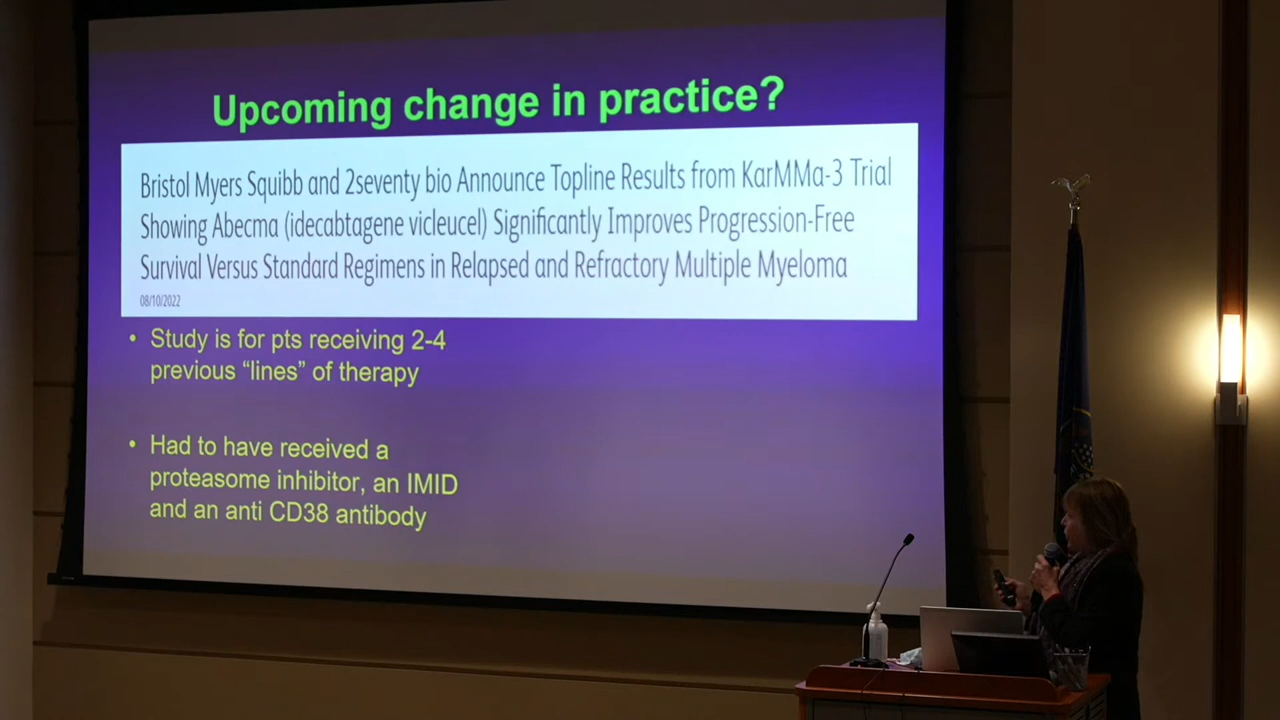 Upcoming change in practice?
Bristol Myers Squibb and 2seventy bio Announce Topline Results from KarMMa-3 Trial
Showing Abecma (idecabtagene vicleucel) Significantly Improves Progression-Free
Survival Versus Standard Regimens in Relapsed and Refractory Multiple Myeloma
08/10/2022
• Study is for pts receiving 2-4
previous “lines” of therapy
• Had to have received a
proteasome inhibitor, an IMID
and an anti CD38 antibody